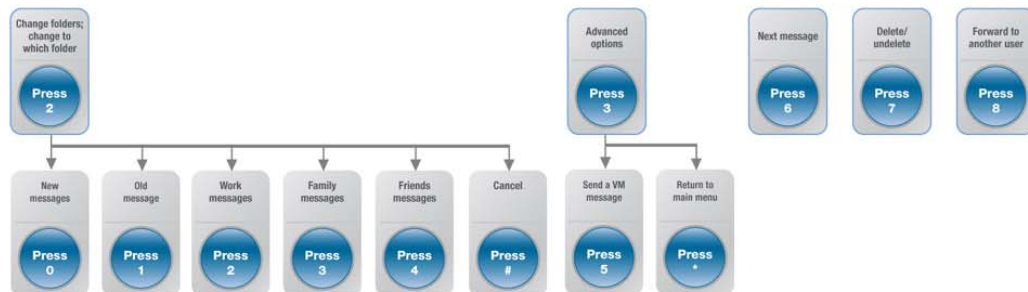 Change folders;
change to
which folder
Press
2
Advanced
options
Press
3
Next message
Press
6
Delete/
undelete
Press
7
Forward to
another user
Press
8
New
messages
Press
0
Old
message
Press
1
Work
messages
Press
2
Family
messages
Press
3
Friends
messages
Press
4
Cancel
Press
#
Send a VM
message
Press
5
Return to
main menu
Press
*